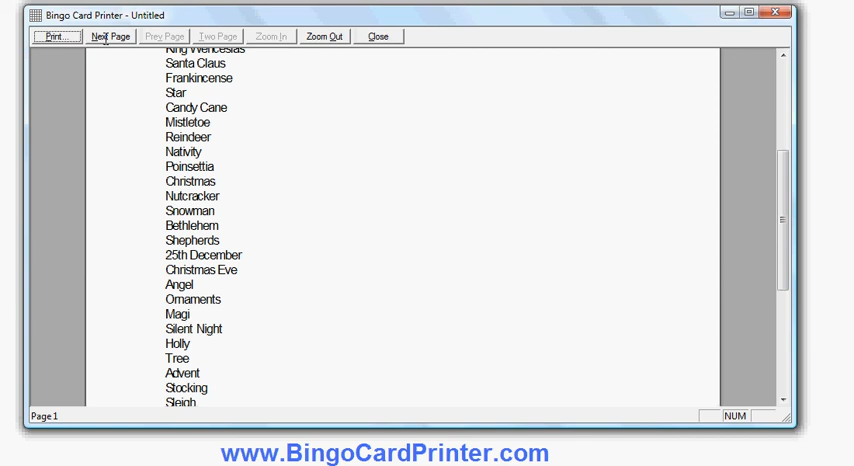 Bingo Card Printer - Untitled
Print... Next Page Prev Page Two Page Zoom In Zoom Out Close
King Wenceslas
Santa Claus
Frankincense
Star
Candy Cane
Mistletoe
Reindeer
Nativity
Poinsettia
Christmas
Nutcracker
Snowman
Bethlehem
Shepherds
25th December
Christmas Eve
Angel
Ornaments
Magi
Silent Night
Holly
Tree
Advent
Stocking
Sleigh
Page 1 NUM
www.BingoCardPrinter.com